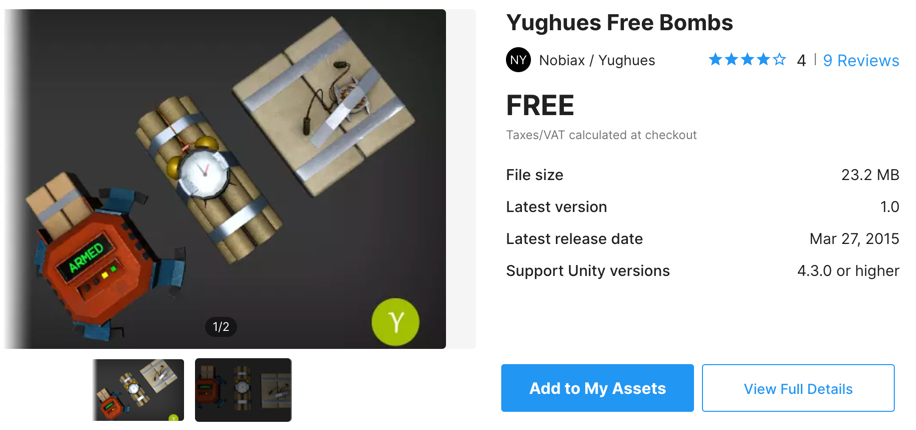 Yughues Free Bombs
NY Nobiax / Yughues 4 | 9 Reviews
FREE
Taxes/VAT calculated at checkout
File size 23.2 MB
Latest version 1.0
Latest release date Mar 27, 2015
Support Unity versions 4.3.0 or higher
ARMED
Y
1/2
Add to My Assets View Full Details